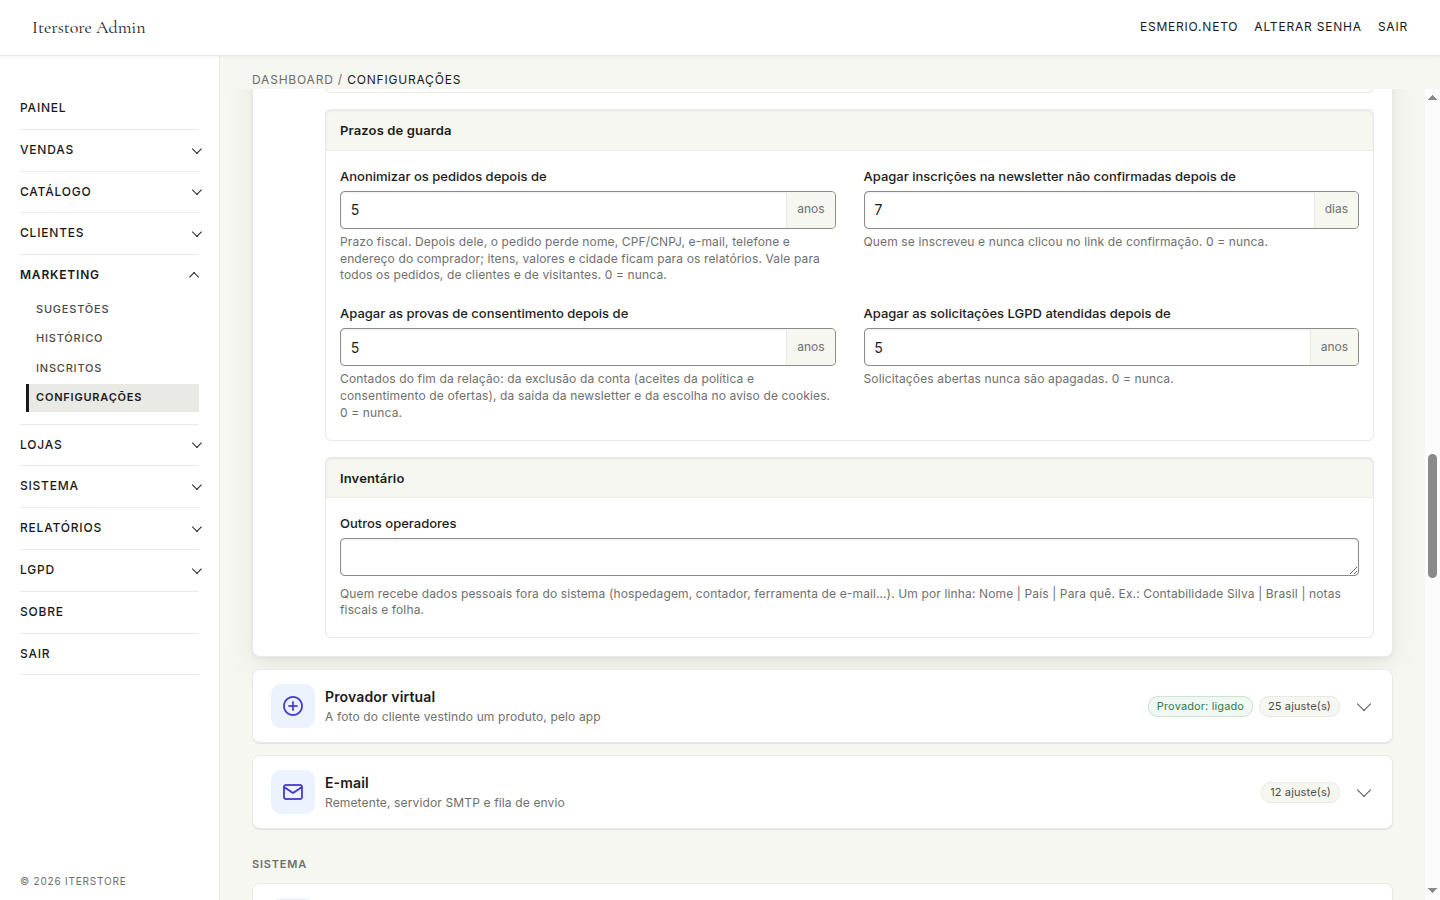 Iterstore Admin
ESMERIO.NETO ALTERAR SENHA SAIR
DASHBOARD / CONFIGURAÇÕES
PAINEL
VENDAS
CATÁLOGO
CLIENTES
MARKETING
SUGESTÕES
HISTÓRICO
INSCRITOS
CONFIGURAÇÕES
LOJAS
SISTEMA
RELATÓRIOS
LGPD
SOBRE
SAIR
© 2026 ITERSTORE
Prazos de guarda
Anonimizar os pedidos depois de
5 anos
Prazo fiscal. Depois dele, o pedido perde nome, CPF/CNPJ, e-mail, telefone e
endereço do comprador; itens, valores e cidade ficam para os relatórios. Vale para
todos os pedidos, de clientes e de visitantes. 0 = nunca.
Apagar inscrições na newsletter não confirmadas depois de
7 dias
Quem se inscreveu e nunca clicou no link de confirmação. 0 = nunca.
Apagar as provas de consentimento depois de
5 anos
Contados do fim da relação: da exclusão da conta (aceites da política e
consentimento de ofertas), da saída da newsletter e da escolha no aviso de cookies.
0 = nunca.
Apagar as solicitações LGPD atendidas depois de
5 anos
Solicitações abertas nunca são apagadas. 0 = nunca.
Inventário
Outros operadores
Quem recebe dados pessoais fora do sistema (hospedagem, contador, ferramenta de e-mail...). Um por linha: Nome | País | Para quê. Ex.: Contabilidade Silva | Brasil | notas
fiscais e folha.
Provador virtual
A foto do cliente vestindo um produto, pelo app
Provador: ligado 25 ajuste(s)
E-mail
Remetente, servidor SMTP e fila de envio
12 ajuste(s)
SISTEMA